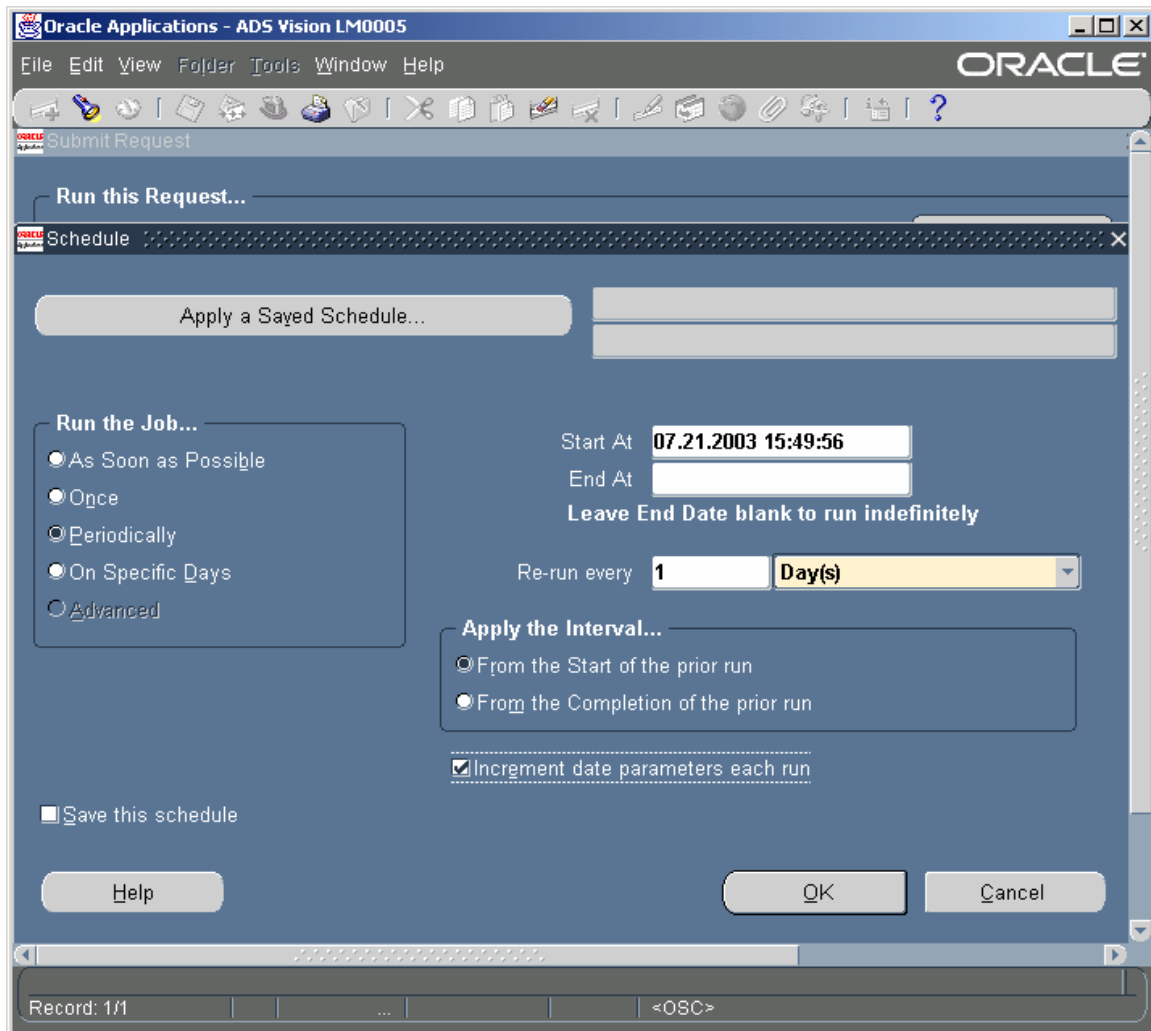 Oracle Applications - ADS Vision LM0005
File Edit View Folder Tools Window Help
ORACLE
Submit Request
Run this Request...
Schedule
Apply a Saved Schedule...
Run the Job...
As Soon as Possible
Once
Periodically
On Specific Days
Advanced
Start At 07.21.2003 15:49:56
End At
Leave End Date blank to run indefinitely
Re-run every 1 Day(s)
Apply the Interval...
From the Start of the prior run
From the Completion of the prior run
Increment date parameters each run
Save this schedule
Help OK Cancel
Record: 1/1 ... <OSC>